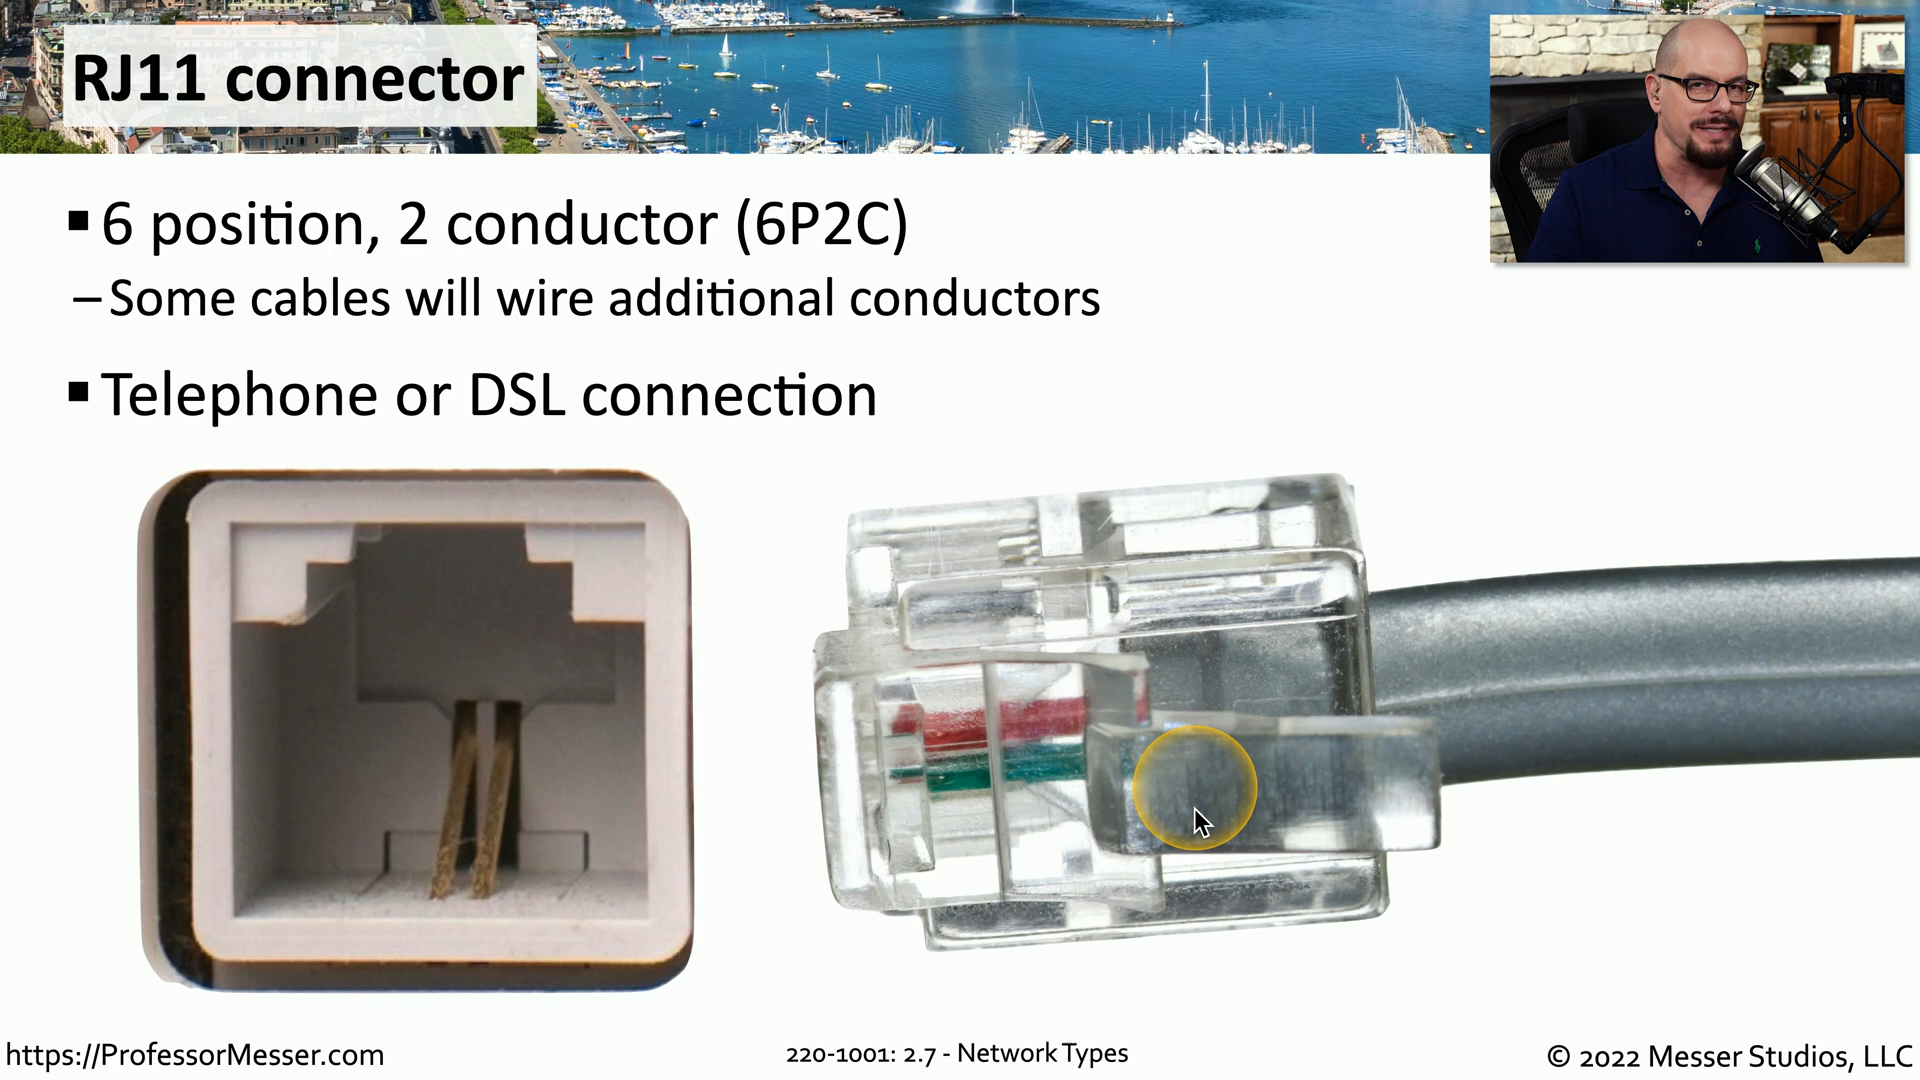 RJ11 connector
▪ 6 position, 2 conductor (6P2C)
– Some cables will wire additional conductors
▪ Telephone or DSL connection
https://ProfessorMesser.com
220-1001: 2.7 - Network Types
© 2022 Messer Studios, LLC